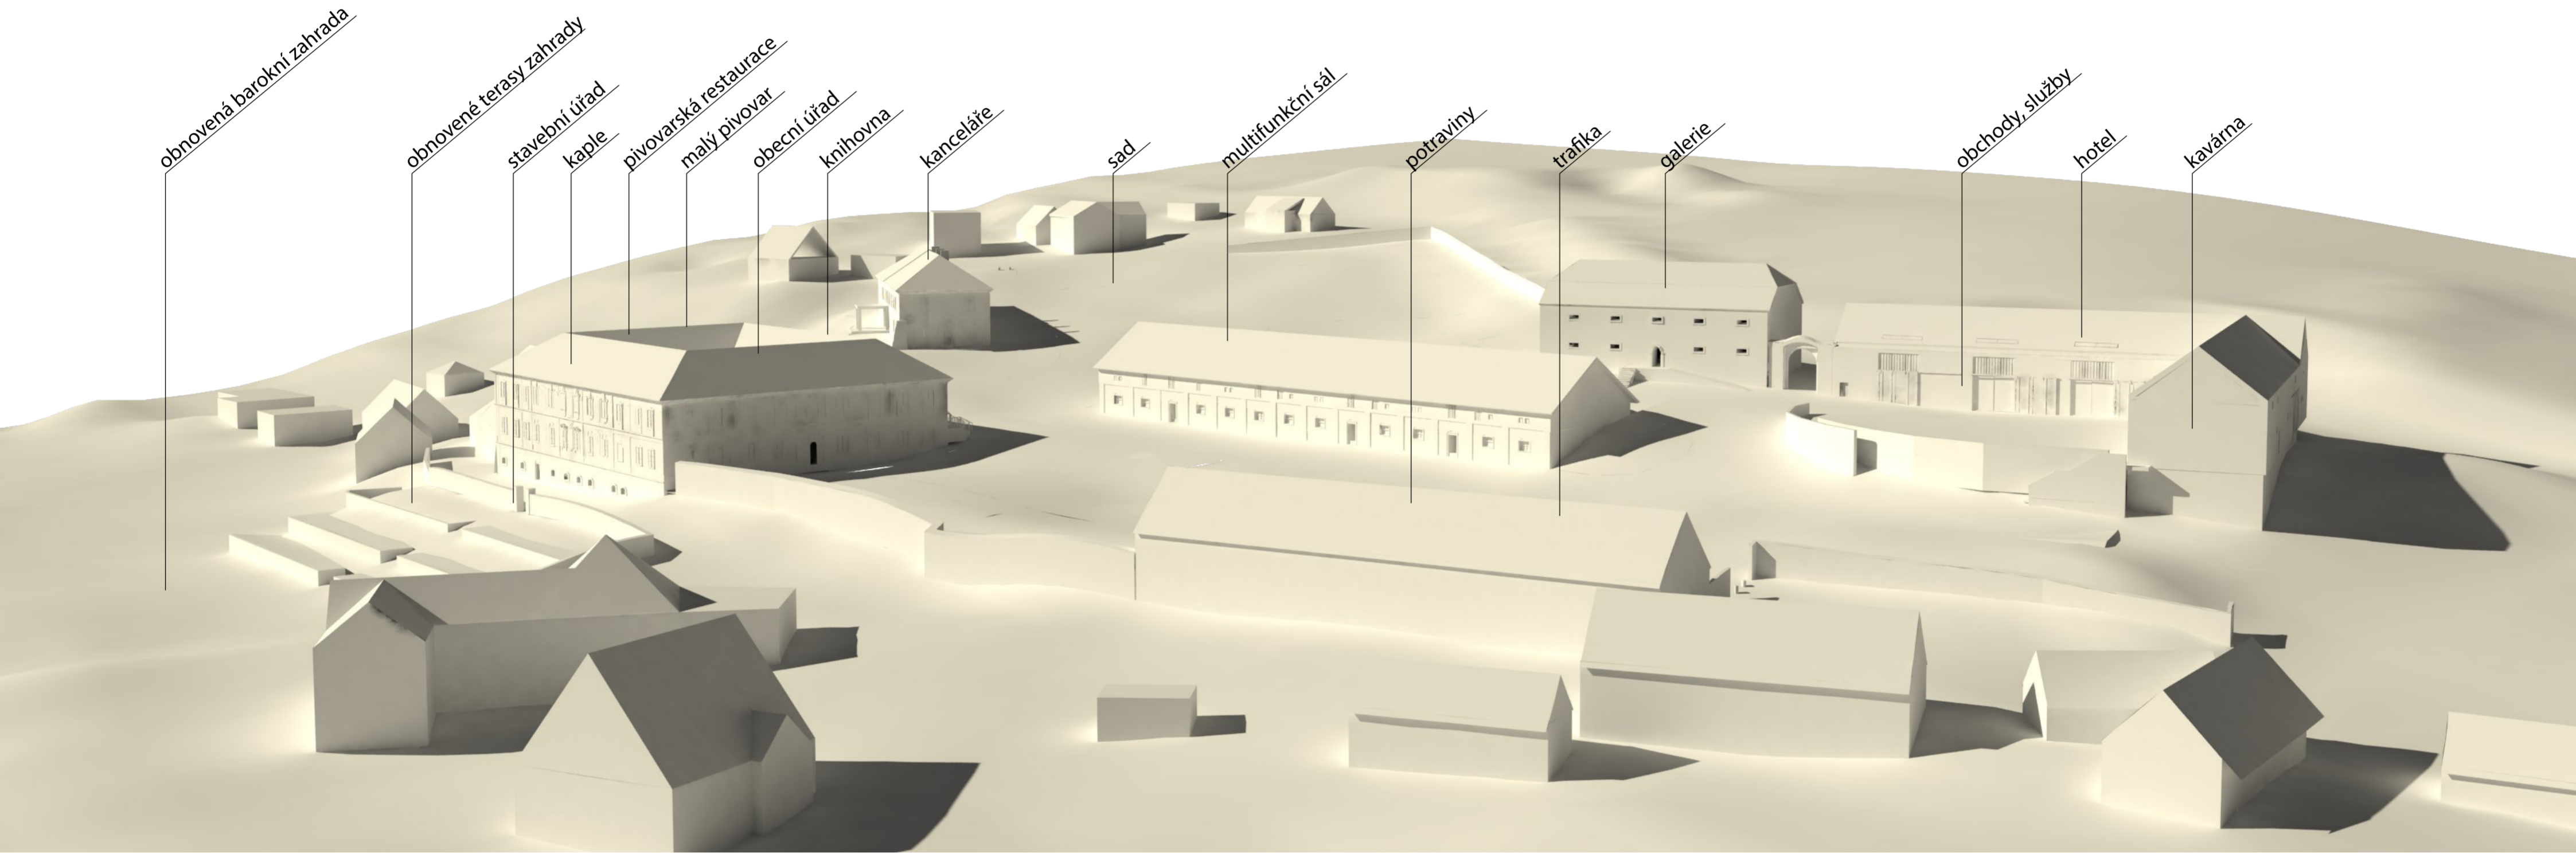 obnovená barokní zahrada
obnovené terasy zahrady
stavební úřad
kaple
pivovarská restaurace
malý pivovar
obecní úřad
knihovna
kanceláře
sad
multifunkční sál
potraviny
trafika
galerie
obchody, služby
hotel
kavárna